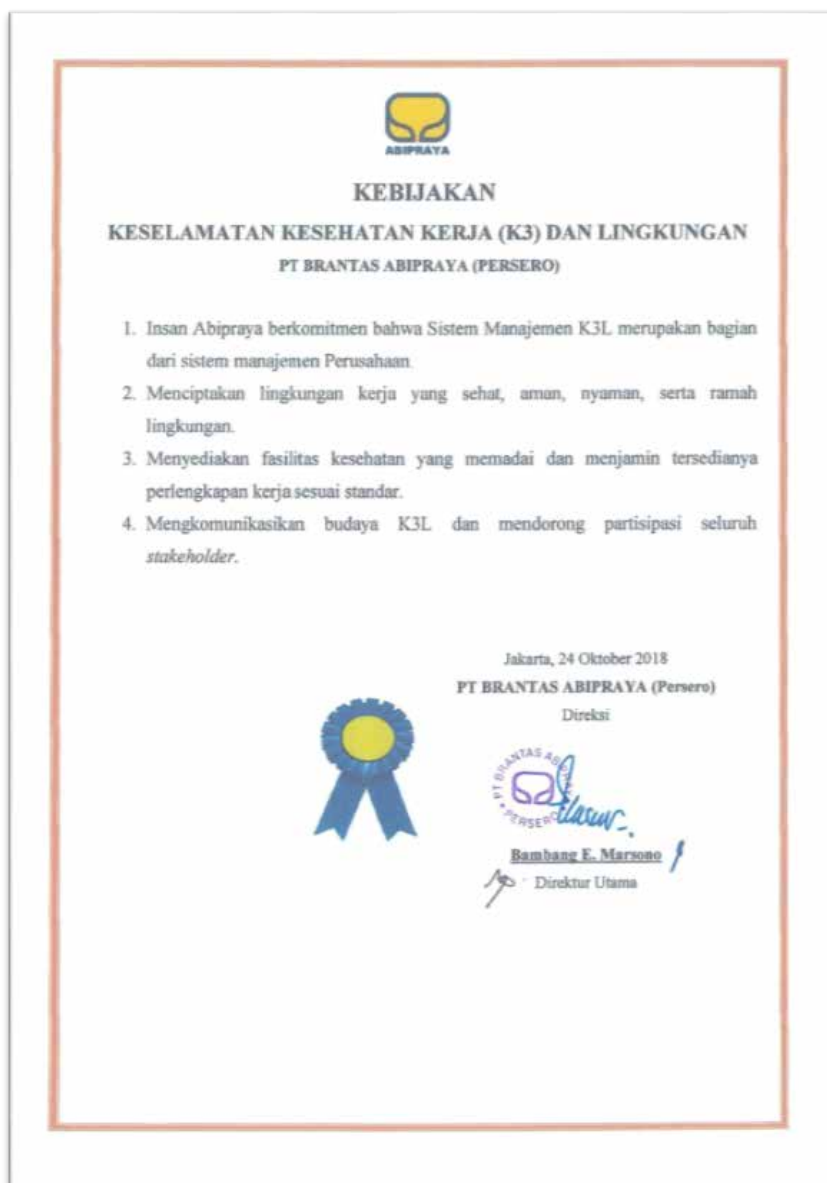 ABIPRAYA
KEBIJAKAN
KESELAMATAN KESEHATAN KERJA (K3) DAN LINGKUNGAN
PT BRANTAS ABIPRAYA (PERSERO)
1. Insan Abipraya berkomitmen bahwa Sistem Manajemen K3L merupakan bagian
dari sistem manajemen Perusahaan.
2. Menciptakan lingkungan kerja yang sehat, aman, nyaman, serta ramah
lingkungan.
3. Menyediakan fasilitas kesehatan yang memadai dan menjamin tersedianya
perlengkapan kerja sesuai standar.
4. Mengkomunikasikan budaya K3L dan mendorong partisipasi seluruh
stakeholder.
Jakarta, 24 Oktober 2018
PT BRANTAS ABIPRAYA (Persero)
Direksi
PT BRANTAS ABIPRAYA
PERSERO
Bambang E. Marsono
Direktur Utama